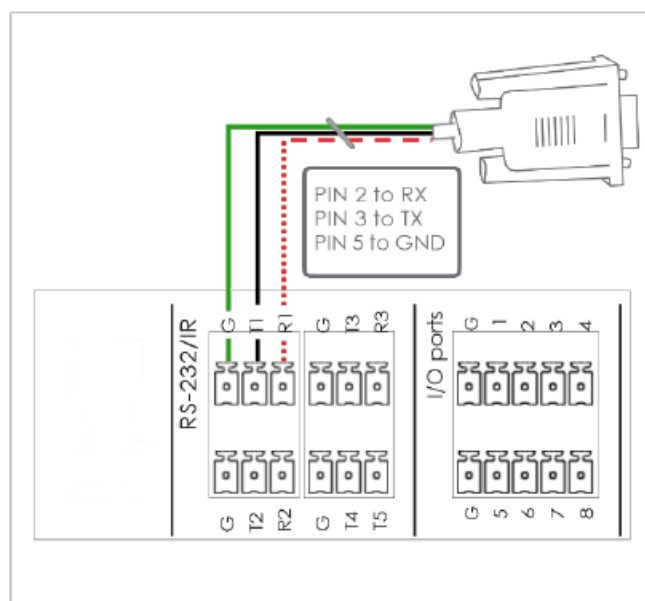 PIN 2 to RX
PIN 3 to TX
PIN 5 to GND
RS-232/IR
G T1 R1 G T3 R3
I/O ports
G 1 2 3 4
G T2 R2 G T4 T5
G 5 6 7 8